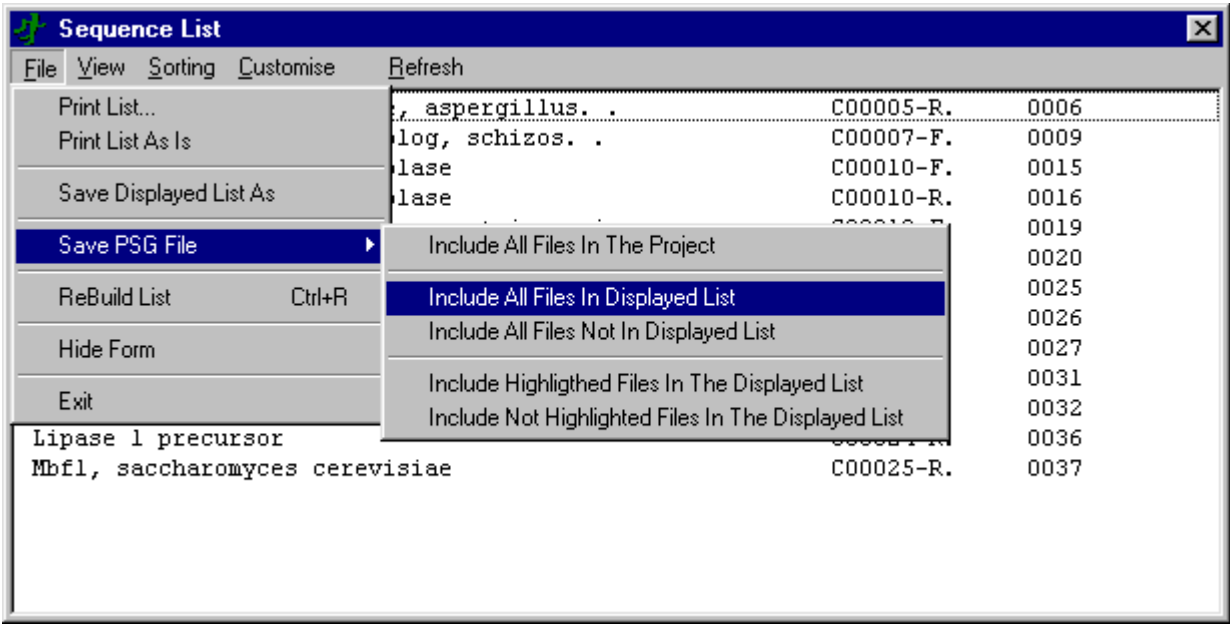 Sequence List
File View Sorting Customise Refresh
Print List...
Print List As Is
Save Displayed List As
Save PSG File
ReBuild List Ctrl+R
Hide Form
Exit
Include All Files In The Project
Include All Files In Displayed List
Include All Files Not In Displayed List
Include Highligthed Files In The Displayed List
Include Not Highlighted Files In The Displayed List
, aspergillus. . C00005-R. 0006
log, schizos. . C00007-F. 0009
lase C00010-F. 0015
lase C00010-R. 0016
0019
0020
0025
0026
0027
0031
0032
Lipase 1 precursor 0036
Mbf1, saccharomyces cerevisiae C00025-R. 0037